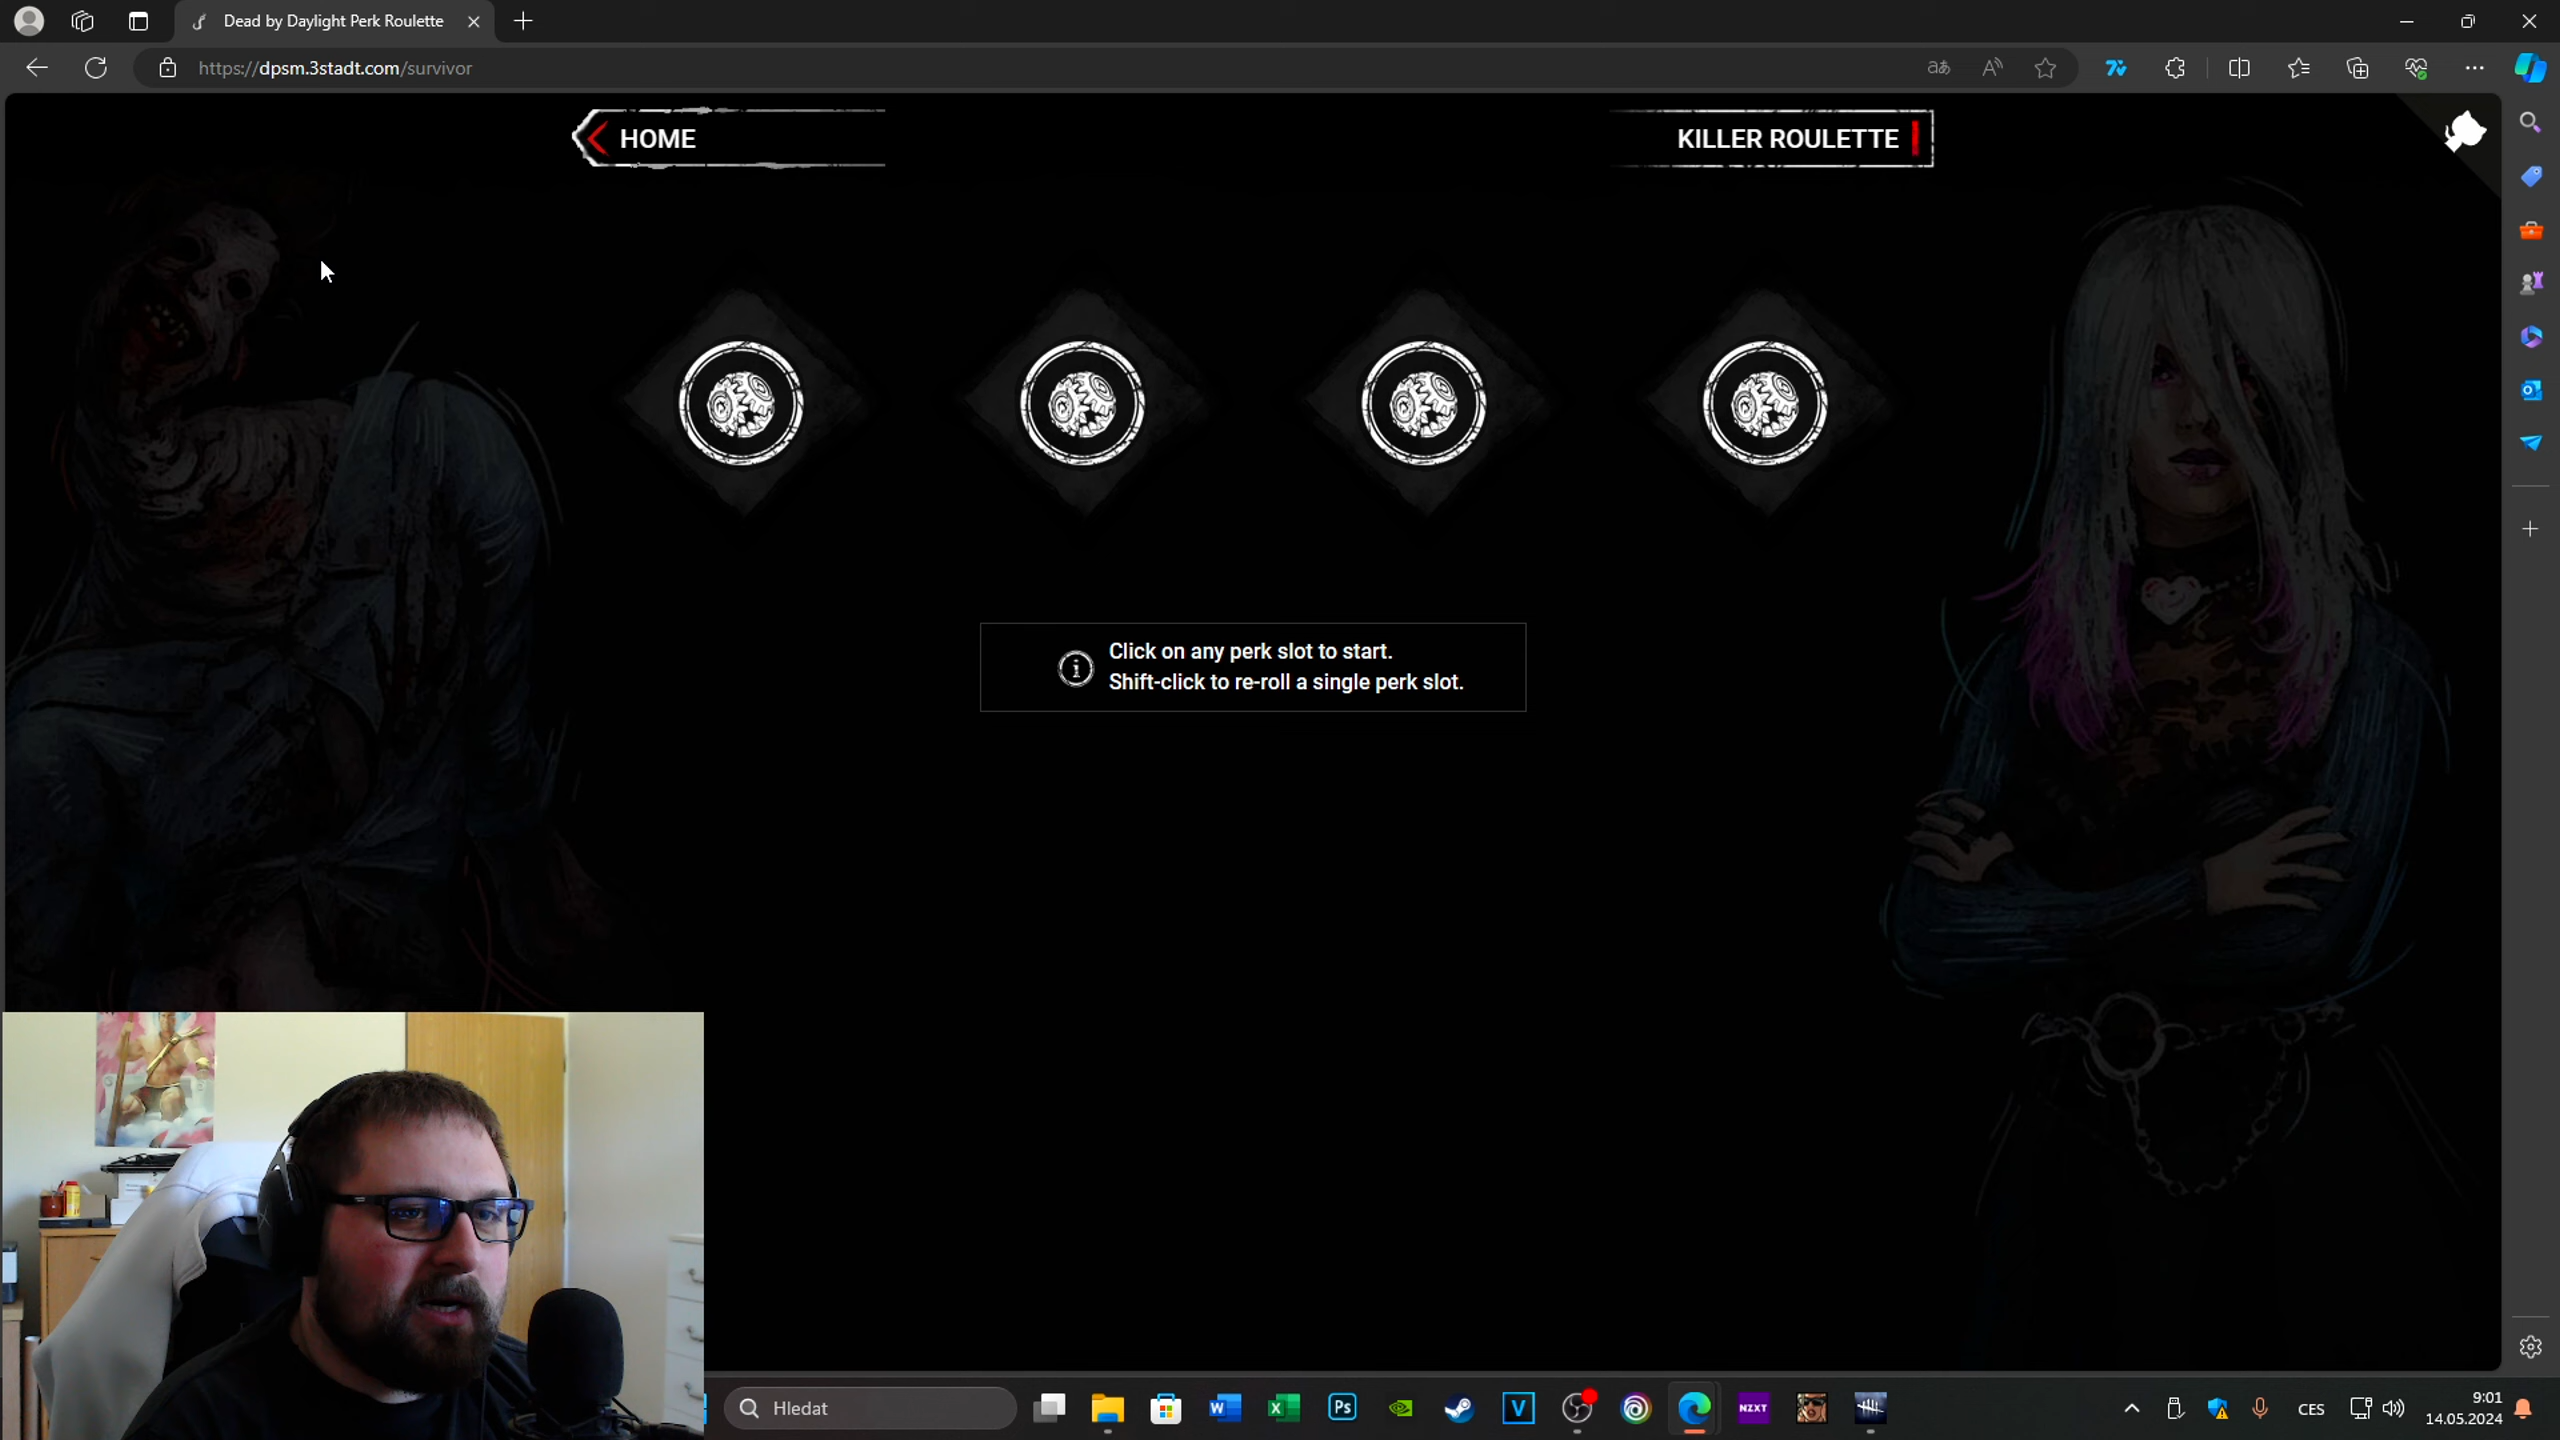 Dead by Daylight Perk Roulette
https://dpsm.3stadt.com/survivor
HOME
KILLER ROULETTE
Click on any perk slot to start.
Shift-click to re-roll a single perk slot.
Hledat
Ps
V
NZXT
CES
9:01
14.05.2024